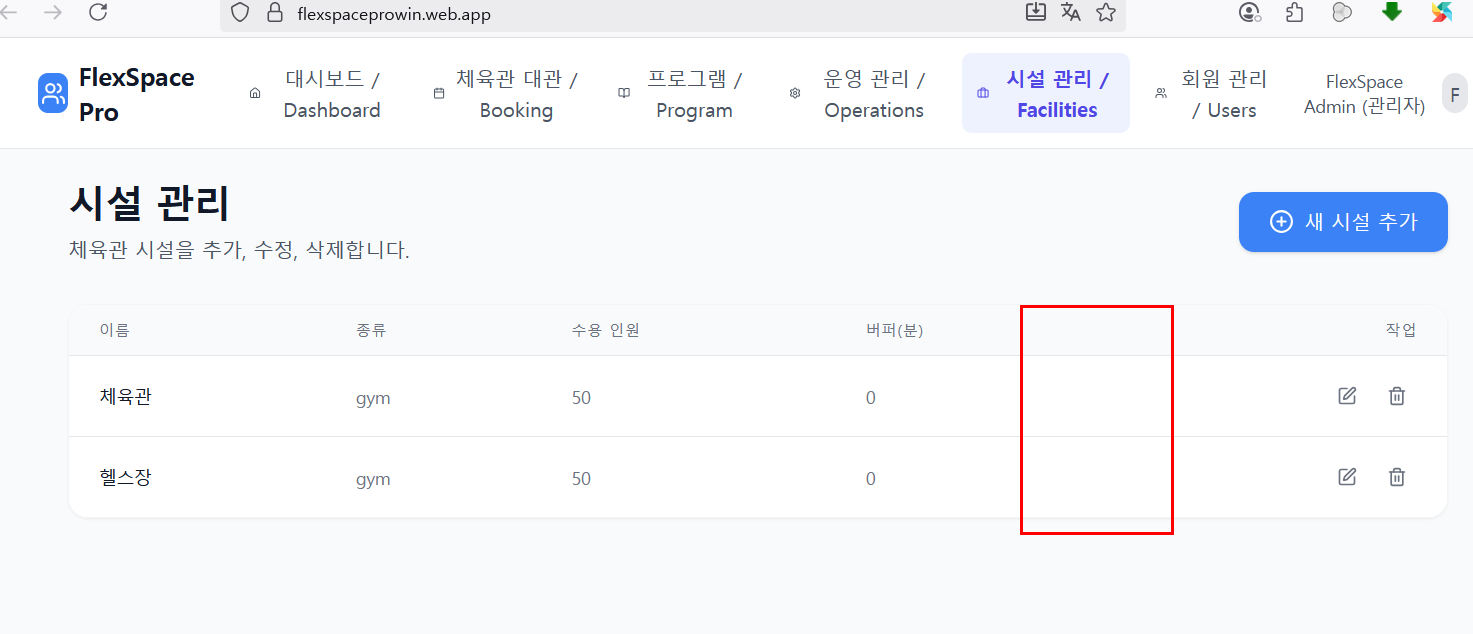 flexspaceprowin.web.app
FlexSpace
Pro
대시보드 /
Dashboard
체육관 대관 /
Booking
프로그램 /
Program
운영 관리 /
Operations
시설 관리 /
Facilities
회원 관리
/ Users
FlexSpace
Admin (관리자)
F
시설 관리
체육관 시설을 추가, 수정, 삭제합니다.
새 시설 추가
이름 종류 수용 인원 버퍼(분) 작업
체육관 gym 50 0
헬스장 gym 50 0